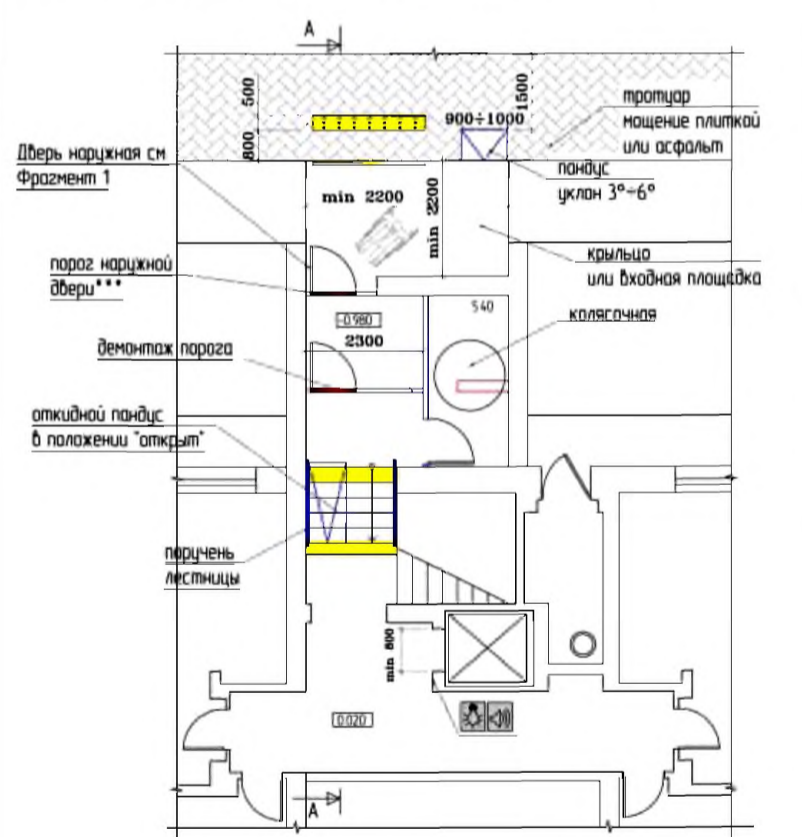 А
500
800
1500
900÷1000
тротуар
мощение плиткой
или асфальт
Дверь наружная см
Фрагмент 1
пандус
уклон 3°÷6°
min 2200
min 2200
крыльцо
или входная площадка
порог наружной
двери***
-0.980
2300
540
колясочная
демонтаж порога
откидной пандус
в положении "открыт"
поручень
лестницы
min 800
0.020
А